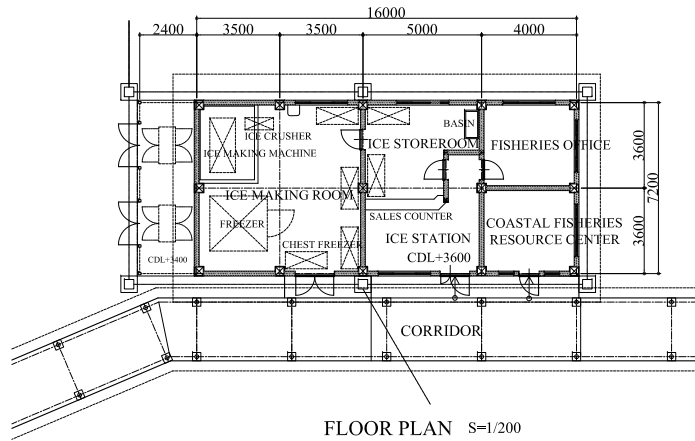 16000
2400 3500 3500 5000 4000
BASIN
ICE CRUSHER
ICE STOREROOM
FISHERIES OFFICE
ICE MAKING MACHINE
3600
7200
ICE MAKING ROOM
SALES COUNTER
FREEZER
COASTAL FISHERIES
RESOURCE CENTER
ICE STATION
CHEST FREEZER
3600
CDL+3400
CDL+3600
CORRIDOR
FLOOR PLAN S=1/200